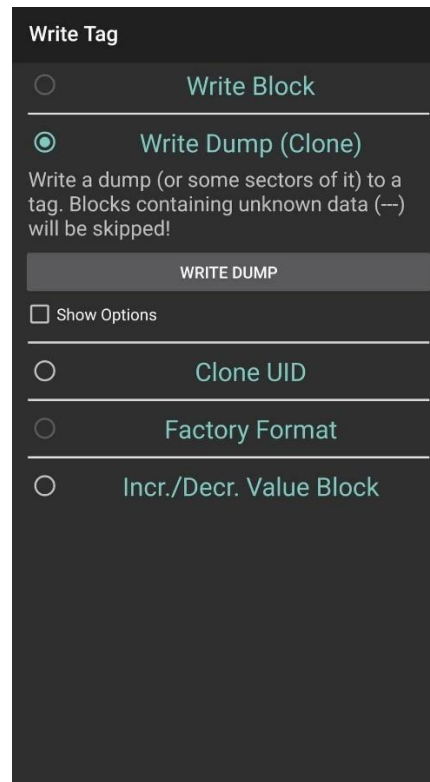 Write Tag
Write Block
Write Dump (Clone)
Write a dump (or some sectors of it) to a
tag. Blocks containing unknown data (---)
will be skipped!
WRITE DUMP
Show Options
Clone UID
Factory Format
Incr./Decr. Value Block